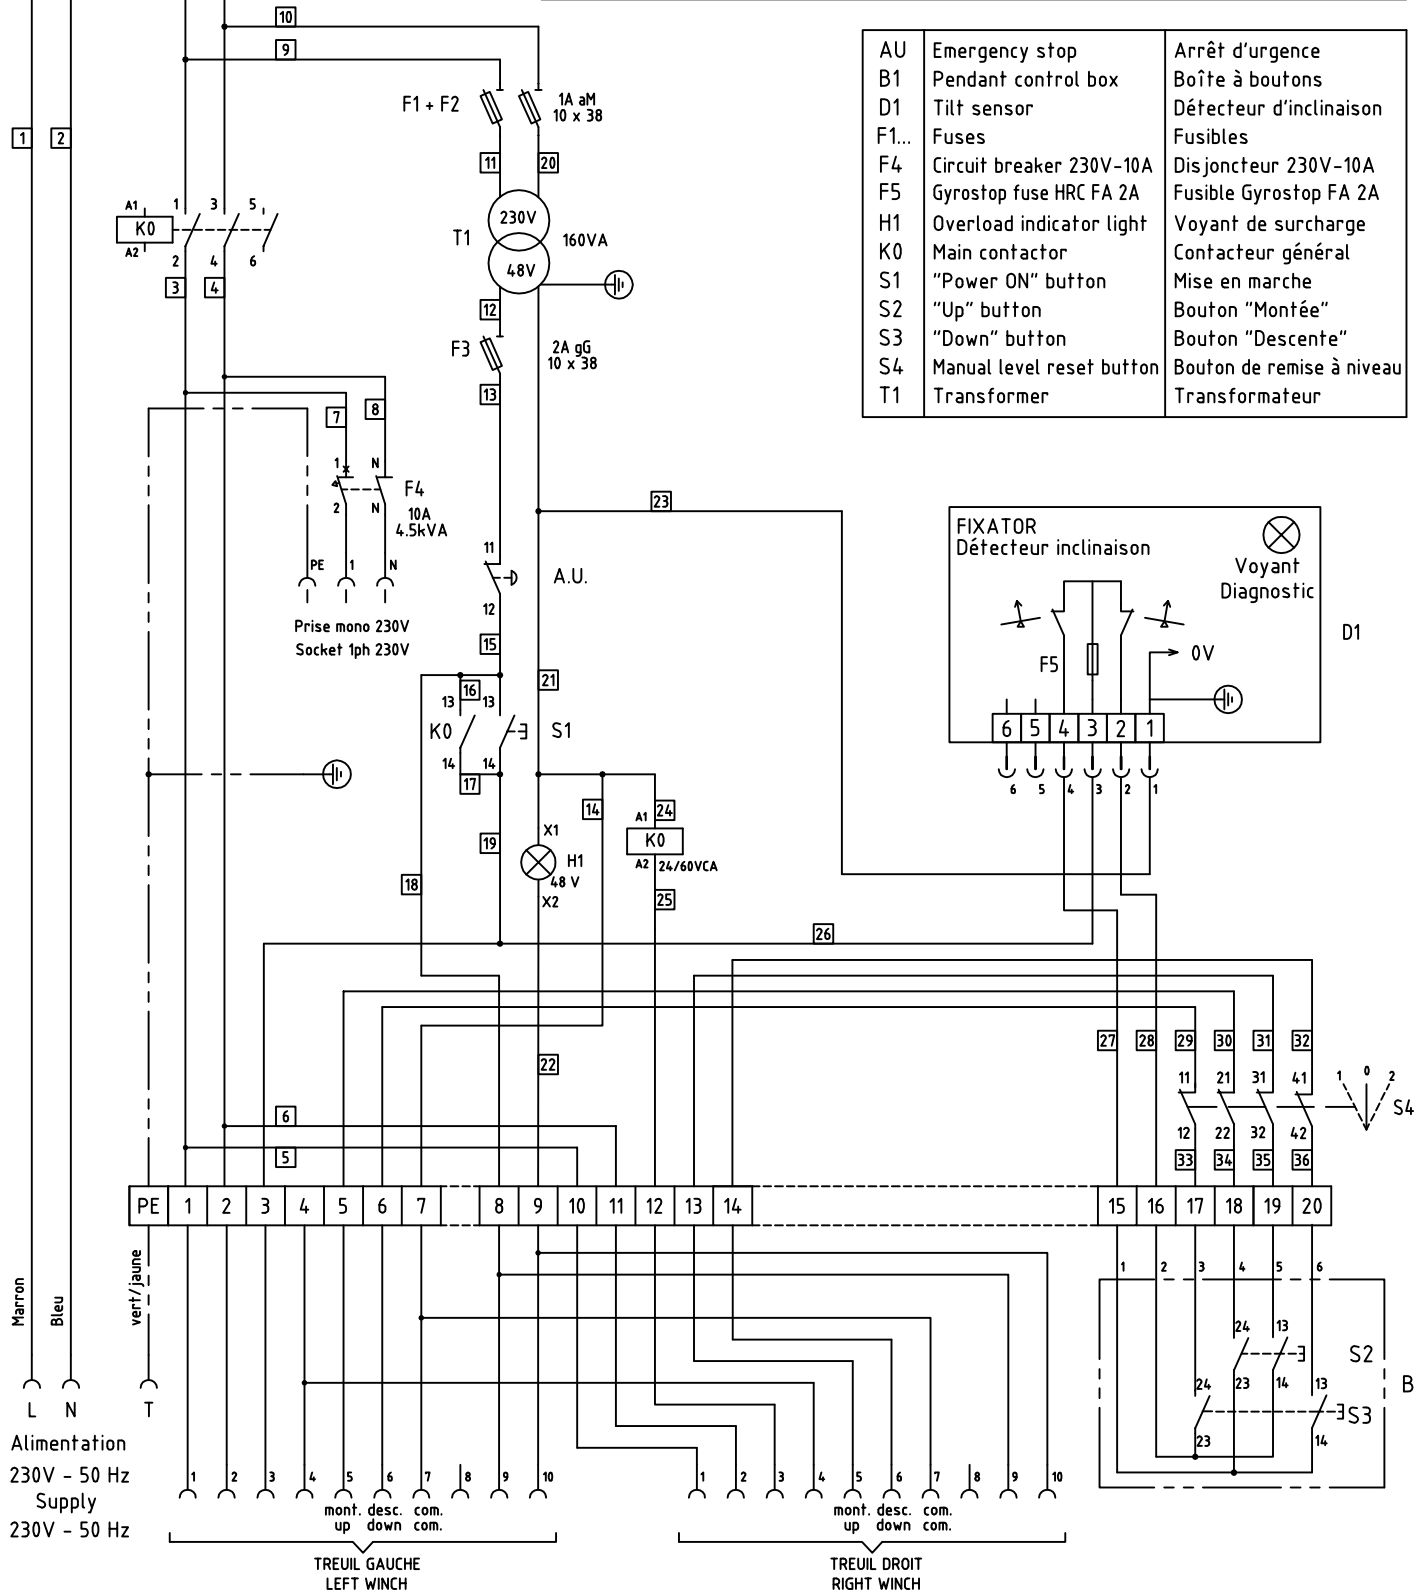 10
9
F1 + F2
1A aM
10 x 38
1
2
11
20
A1
K0
A2
1
3
5
2
4
6
3
4
230V
48V
T1
160VA
12
F3
2A gG
10 x 38
13
7
8
1
N
2
N
F4
10A
4.5kVA
PE
1
N
Prise mono 230V
Socket 1ph 230V
11
12
A.U.
15
23
21
16
13
13
K0
S1
14
14
17
14
24
19
X1
A1
K0
H1
48 V
A2
24/60VCA
18
X2
25
26
22
6
5
AU Emergency stop Arrêt d'urgence
B1 Pendant control box Boîte à boutons
D1 Tilt sensor Détecteur d'inclinaison
F1... Fuses Fusibles
F4 Circuit breaker 230V-10A Disjoncteur 230V-10A
F5 Gyrostop fuse HRC FA 2A Fusible Gyrostop FA 2A
H1 Overload indicator light Voyant de surcharge
K0 Main contactor Contacteur général
S1 "Power ON" button Mise en marche
S2 "Up" button Bouton "Montée"
S3 "Down" button Bouton "Descente"
S4 Manual level reset button Bouton de remise à niveau
T1 Transformer Transformateur
FIXATOR
Détecteur inclinaison
Voyant
Diagnostic
D1
F5
0V
6 5 4 3 2 1
6 5 4 3 2 1
27 28 29 30 31 32
11 21 31 41
1 0 2
S4
12 22 32 42
33 34 35 36
PE 1 2 3 4 5 6 7 8 9 10 11 12 13 14 15 16 17 18 19 20
1 2 3 4 5 6
24 13
S2
23 14
24 13
S3
23 14
B
Marron
Bleu
vert/jaune
L N T
Alimentation
230V - 50 Hz
Supply
230V - 50 Hz
1 2 3 4 5 6 7 8 9 10
mont. desc. com.
up down com.
TREUIL GAUCHE
LEFT WINCH
1 2 3 4 5 6 7 8 9 10
mont. desc. com.
up down com.
TREUIL DROIT
RIGHT WINCH